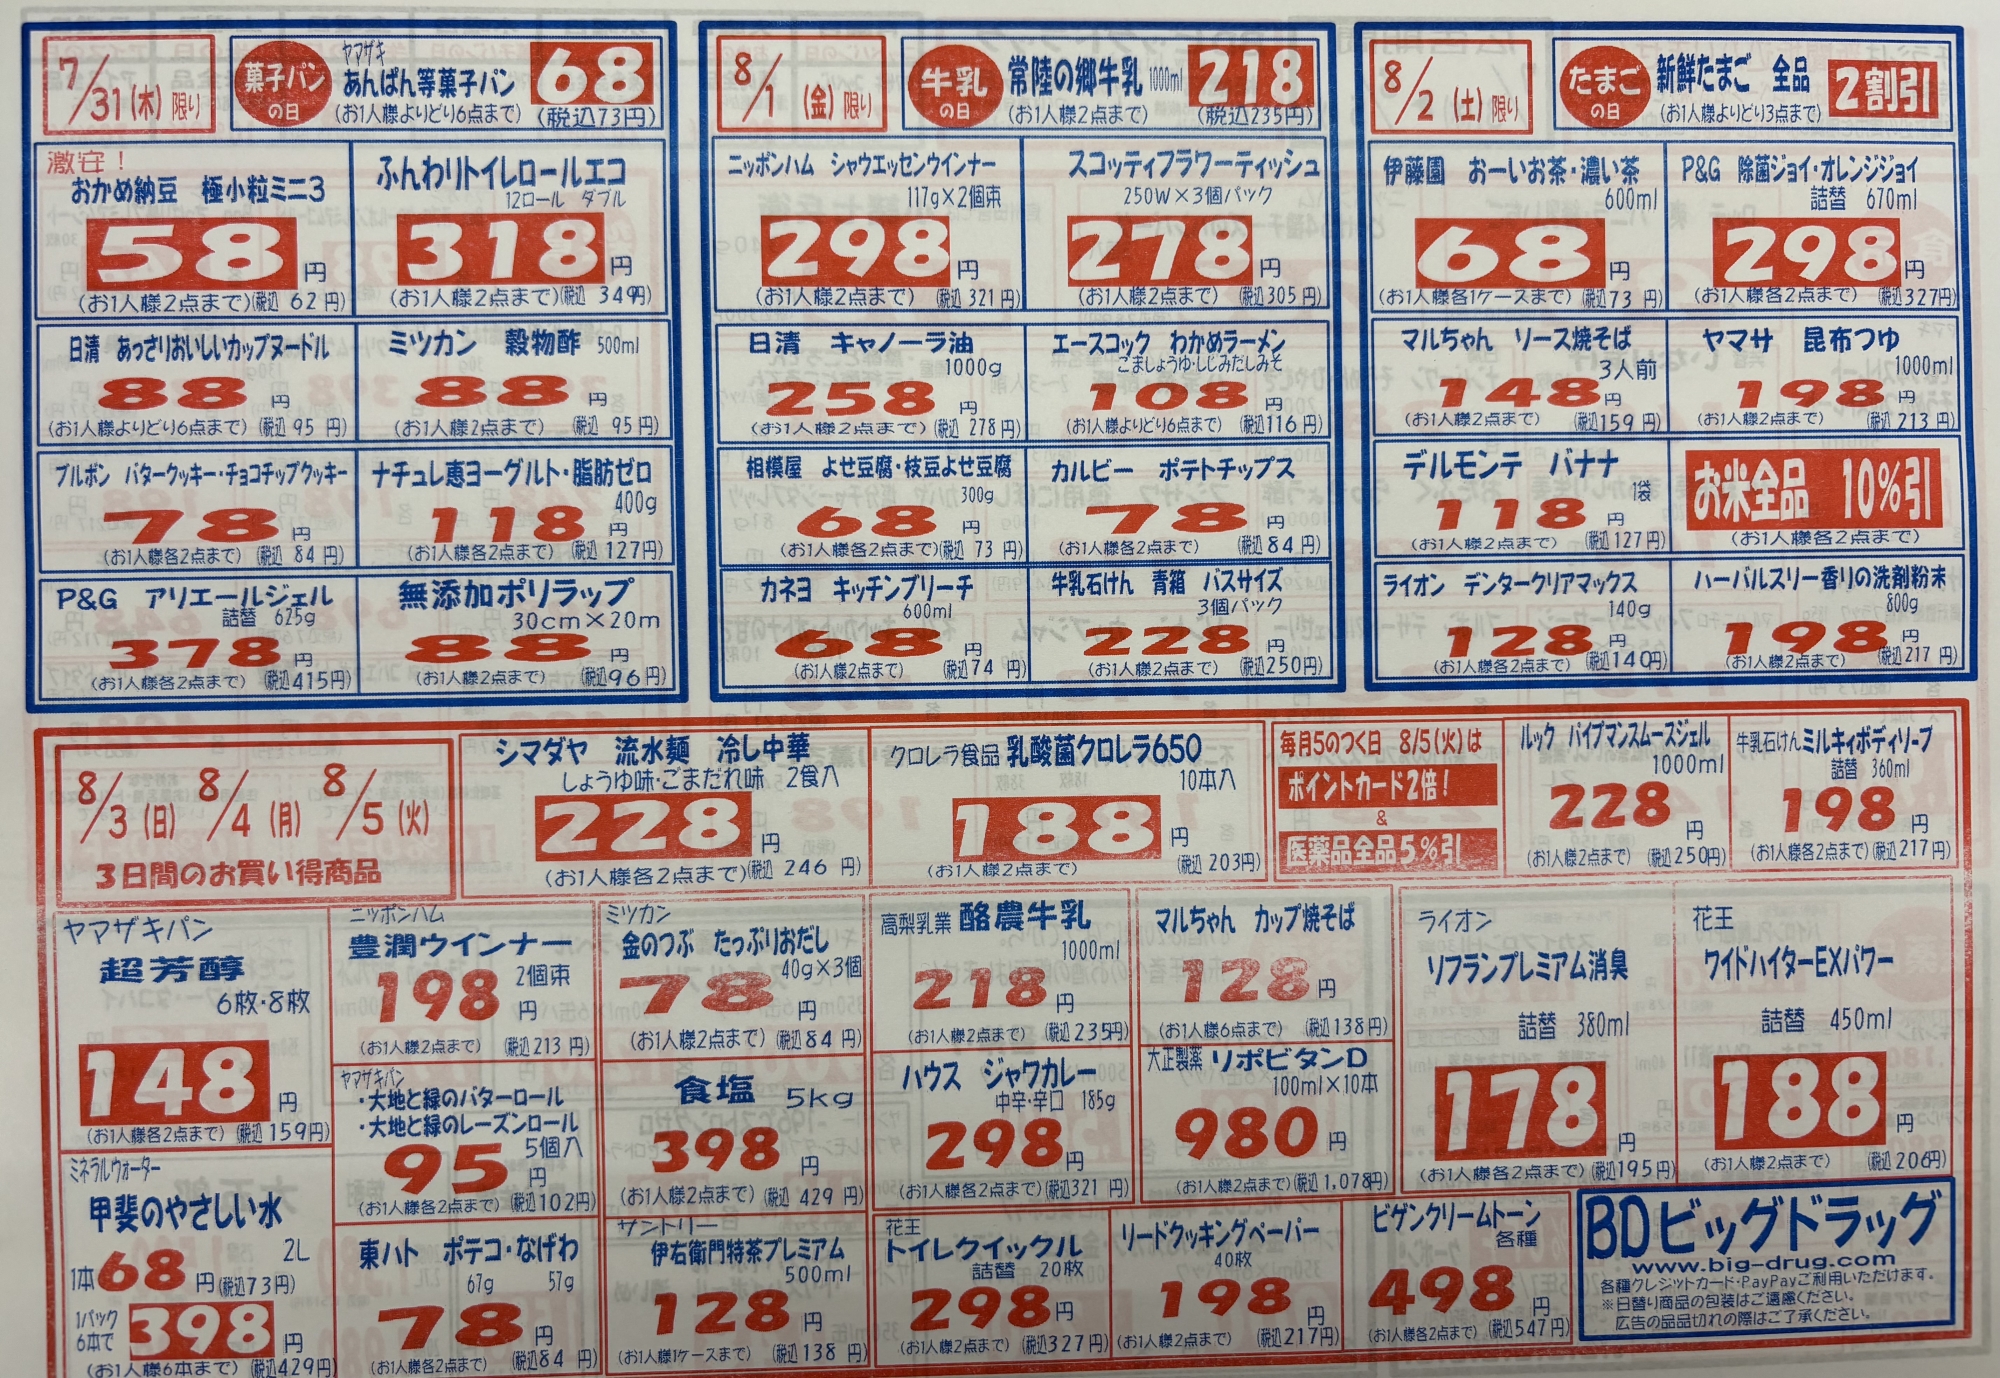 7/31(木)限り
菓子パンの日
ヤマザキ
あんぱん等菓子パン 68
(お1人様よりどり6点まで) (税込73円)
激安!
おかめ納豆 極小粒ミニ3
58円
(お1人様2点まで)(税込 62円)
ふんわりトイレロールエコ
12ロール ダブル
318円
(お1人様2点まで)(税込 349円)
日清 あっさりおいしいカップヌードル
88円
(お1人様よりどり6点まで) (税込 95円)
ミツカン 穀物酢 500ml
88円
(お1人様2点まで) (税込 95円)
ブルボン バタークッキー・チョコチップクッキー
78円
(お1人様各2点まで) (税込 84円)
ナチュレ恵ヨーグルト・脂肪ゼロ
400g
118円
(お1人様各2点まで) (税込 127円)
P&G アリエールジェル
詰替 625g
378円
(お1人様各2点まで) (税込415円)
無添加ポリラップ
30cm×20m
88円
(お1人様2点まで) (税込96円)
8/1(金)限り
牛乳の日
常陸の郷牛乳 1000ml 218
(お1人様2点まで) (税込235円)
ニッポンハム シャウエッセンウインナー
117g×2個束
298円
(お1人様2点まで) (税込321円)
スコッティフラワーティッシュ
250W×3個パック
278円
(お1人様2点まで) (税込305円)
日清 キャノーラ油
1000g
258円
(お1人様2点まで) (税込 278円)
エースコック わかめラーメン
ごましょうゆ・しじみだしみそ
108円
(お1人様よりどり6点まで) (税込116円)
相模屋 よせ豆腐・枝豆よせ豆腐
300g
68円
(お1人様各2点まで)(税込 73円)
カルビー ポテトチップス
78円
(お1人様各2点まで) (税込84円)
カネヨ キッチンブリーチ
600ml
68円
(お1人様2点まで) (税込74円)
牛乳石けん 青箱 バスサイズ
3個パック
228円
(お1人様2点まで) (税込250円)
8/2(土)限り
たまごの日
新鮮たまご 全品 2割引
(お1人様よりどり3点まで)
伊藤園 おーいお茶・濃い茶
600ml
68円
(お1人様各1ケースまで)(税込73円)
P&G 除菌ジョイ・オレンジジョイ
詰替 670ml
298円
(お1人様各2点まで) (税込327円)
マルちゃん ソース焼そば
3人前
148円
(お1人様2点まで) (税込159円)
ヤマサ 昆布つゆ
1000ml
198円
(お1人様2点まで) (税込213円)
デルモンテ バナナ
1袋
118円
(お1人様2点まで) (税込127円)
お米全品 10%引
(お1人様各2点まで)
ライオン デンタークリアマックス
140g
128円
(お1人様各2点まで) (税込140円)
ハーバルスリー香りの洗剤粉末
800g
198円
(お1人様2点まで) (税込217円)
8/3(日) 8/4(月) 8/5(火)
3日間のお買い得商品
シマダヤ 流水麺 冷し中華
しょうゆ味・ごまだれ味 2食入
228円
(お1人様各2点まで)(税込 246円)
クロレラ食品 乳酸菌クロレラ650
10本入
188円
(お1人様2点まで) (税込203円)
毎月5のつく日 8/5(火)は
ポイントカード2倍!
&
医薬品全品5%引
ルック パイプマンスムースジェル
1000ml
228円
(お1人様2点まで) (税込250円)
牛乳石けんミルキィボディソープ
詰替 360ml
198円
(お1人様各2点まで)(税込217円)
ヤマザキパン
超芳醇
6枚・8枚
148円
(お1人様各2点まで) (税込159円)
ニッポンハム
豊潤ウインナー
2個束
198円
(お1人様2点まで) (税込213円)
ミツカン
金のつぶ たっぷりおだし
40g×3個
78円
(お1人様2点まで) (税込84円)
高梨乳業 酪農牛乳
1000ml
218円
(お1人様2点まで) (税込235円)
マルちゃん カップ焼そば
128円
(お1人様6点まで) (税込138円)
ライオン
ソフランプレミアム消臭
詰替 380ml
178円
(お1人様各2点まで)(税込195円)
花王
ワイドハイターEXパワー
詰替 450ml
188円
(お1人様2点まで) (税込206円)
ヤマザキパン
・大地と緑のバターロール
・大地と緑のレーズンロール
5個入
95円
(お1人様各2点まで) (税込102円)
食塩 5kg
398円
(お1人様2点まで) (税込 429円)
ハウス ジャワカレー
中辛・辛口 185g
298円
(お1人様各2点まで)(税込321円)
大正製薬 リポビタンD
100ml×10本
980円
(お1人様2点まで)(税込1,078円)
ミネラルウォーター
甲斐のやさしい水
2L
1本68円(税込73円)
1パック6本で 398円
(お1人様6本まで)(税込429円)
東ハト ポテコ・なげわ
67g 57g
78円
(お1人様各2点まで) (税込84円)
サントリー
伊右衛門特茶プレミアム
500ml
128円
(お1人様1ケースまで) (税込138円)
花王
トイレクイックル
詰替 20枚
298円
(お1人様2点まで) (税込327円)
リードクッキングペーパー
40枚
198円
(お1人様2点まで) (税込217円)
ビゲンクリームトーン
各種
498円
(お1人様各2点まで) (税込547円)
BDビッグドラッグ
www.big-drug.com
各種クレジットカード・PayPayご利用いただけます。
※日替り商品の包装はご遠慮ください。
広告の品品切れの際はご了承ください。